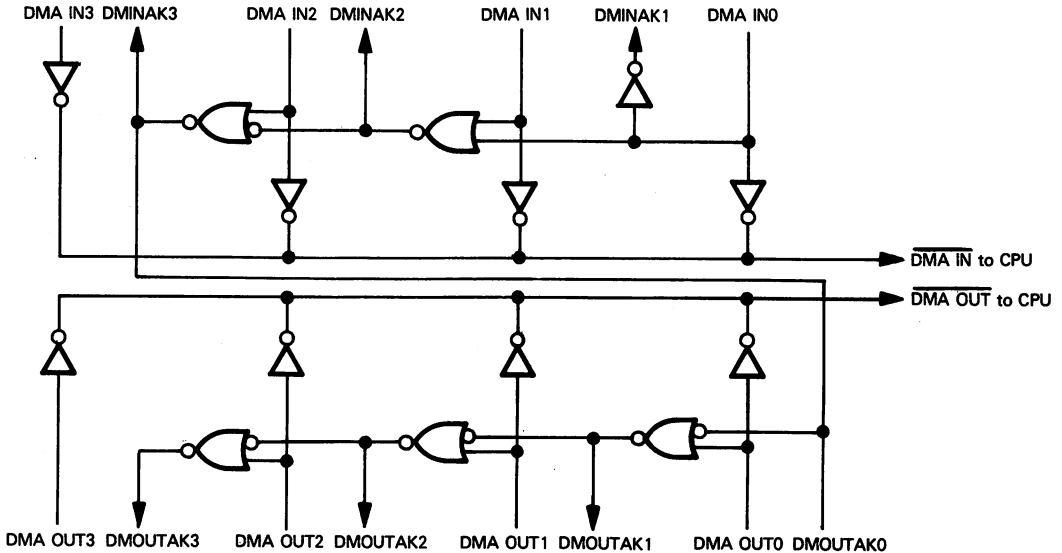 DMA IN3 DMINAK3 DMA IN2 DMINAK2 DMA IN1 DMINAK1 DMA IN0
DMA IN to CPU
DMA OUT to CPU
DMA OUT3 DMOUTAK3 DMA OUT2 DMOUTAK2 DMA OUT1 DMOUTAK1 DMA OUT0 DMOUTAK0